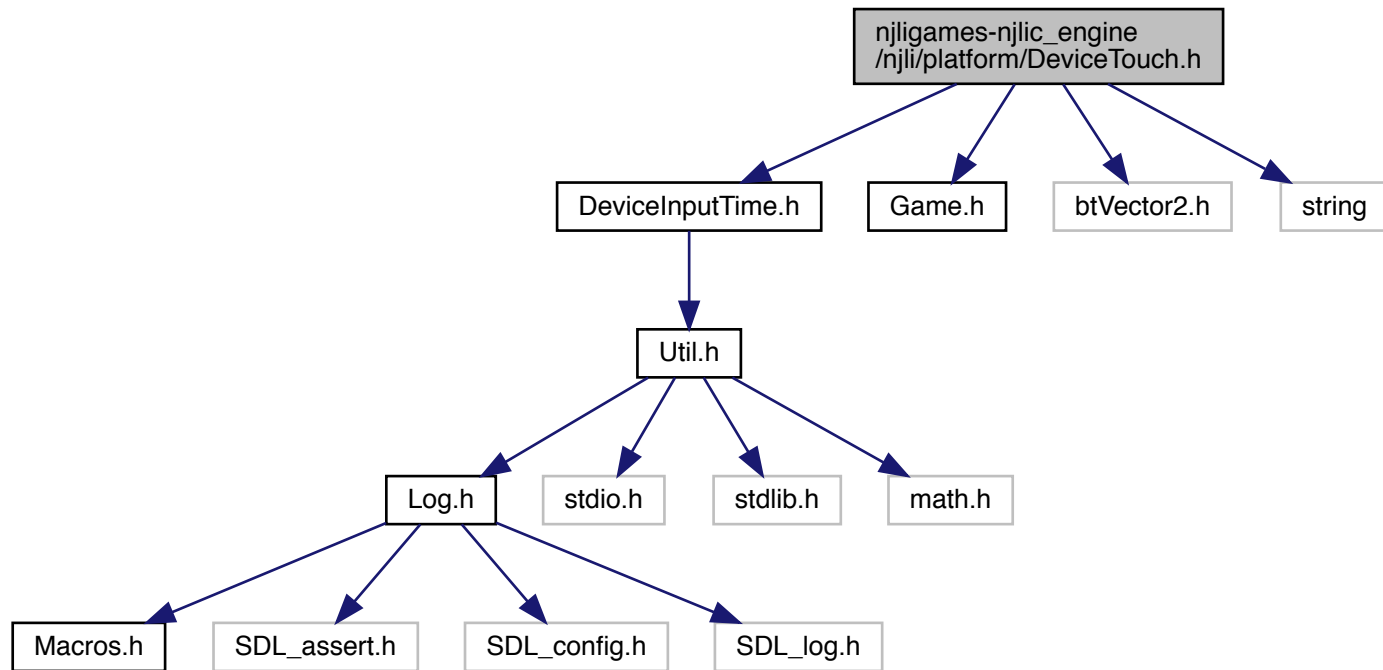 njligames-njlic_engine
/njli/platform/DeviceTouch.h
DeviceInputTime.h
Game.h
btVector2.h
string
Util.h
Log.h
stdio.h
stdlib.h
math.h
Macros.h
SDL_assert.h
SDL_config.h
SDL_log.h